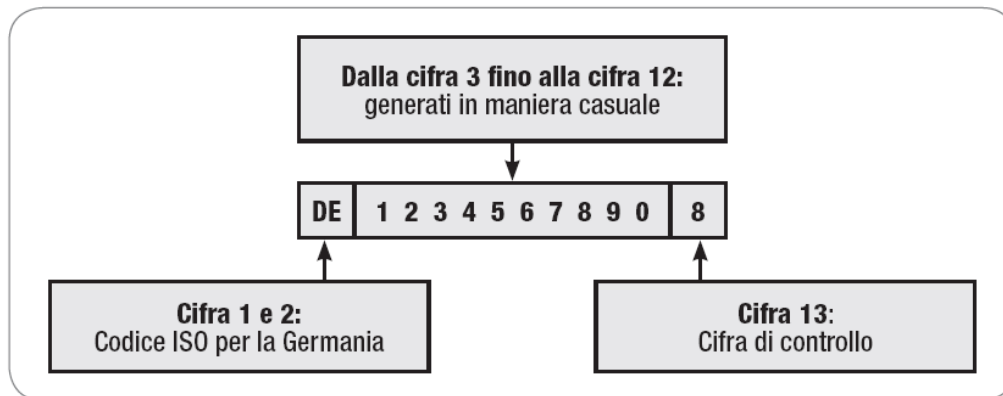 Dalla cifra 3 fino alla cifra 12:
generati in maniera casuale
DE 1 2 3 4 5 6 7 8 9 0 8
Cifra 1 e 2:
Codice ISO per la Germania
Cifra 13:
Cifra di controllo